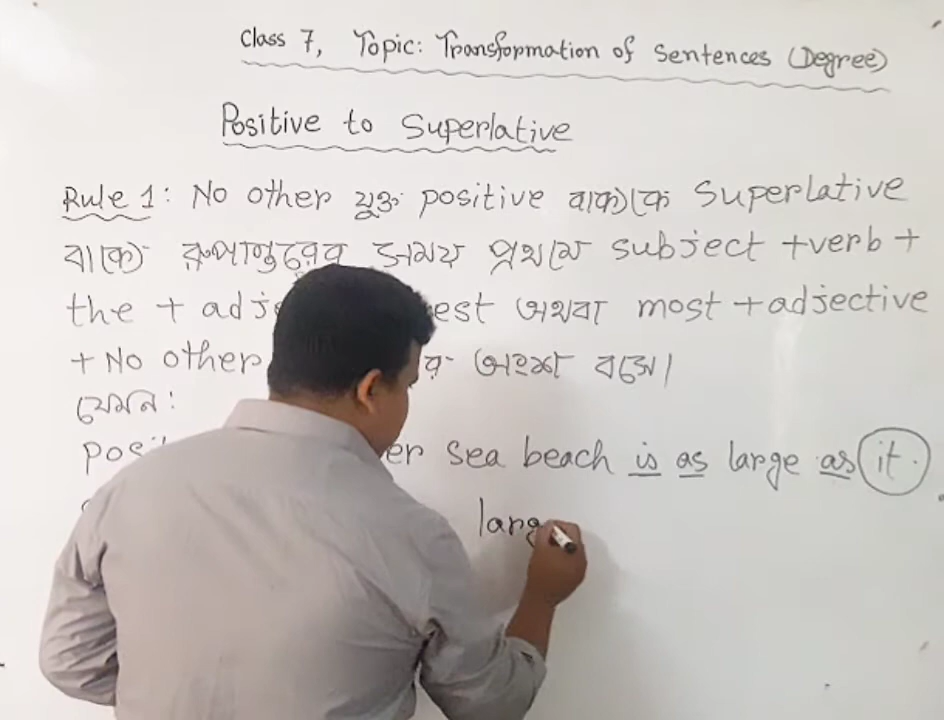 Class 7, Topic: Transformation of Sentences (Degree)
Positive to Superlative
Rule 1: No other যুক্ত positive বাক্যকে Superlative
বাক্যে রূপান্তরের সময় প্রথমে subject +verb +
the + adj est অথবা most + adjective
+ No other র অংশ বসে।
যেমন:
Posi er sea beach is as large as it.
larg